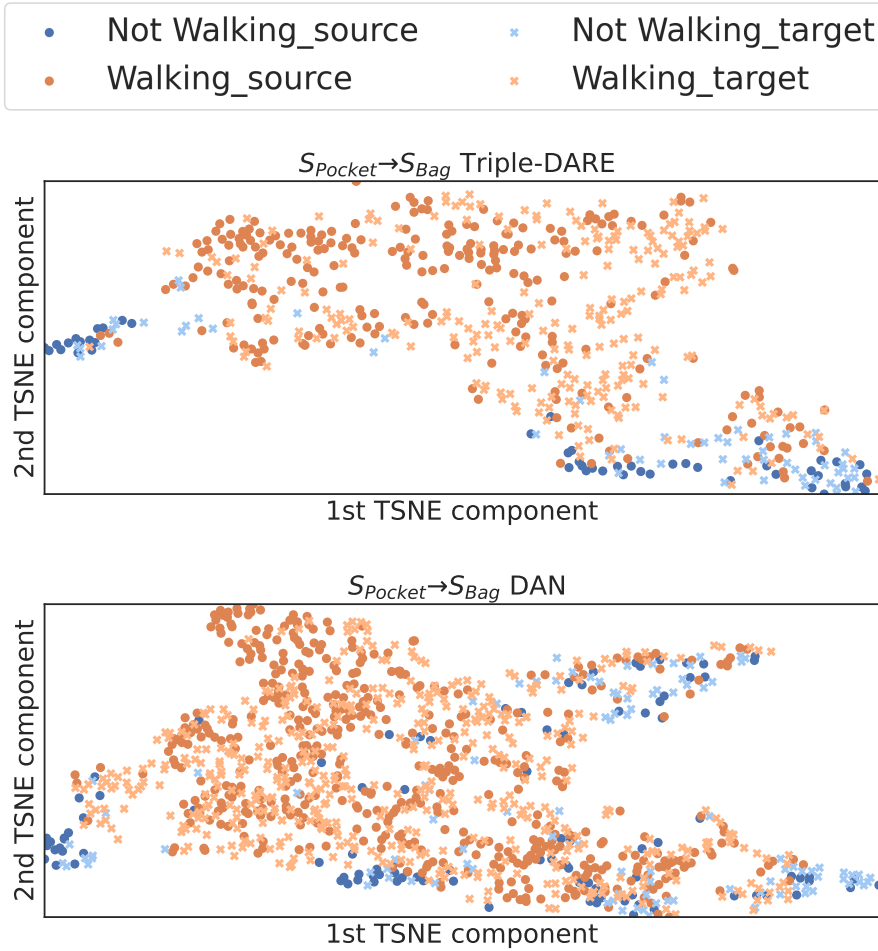 Not Walking_source Not Walking_target
Walking_source Walking_target
S_Pocket→S_Bag Triple-DARE
2nd TSNE component
1st TSNE component
S_Pocket→S_Bag DAN
2nd TSNE component
1st TSNE component